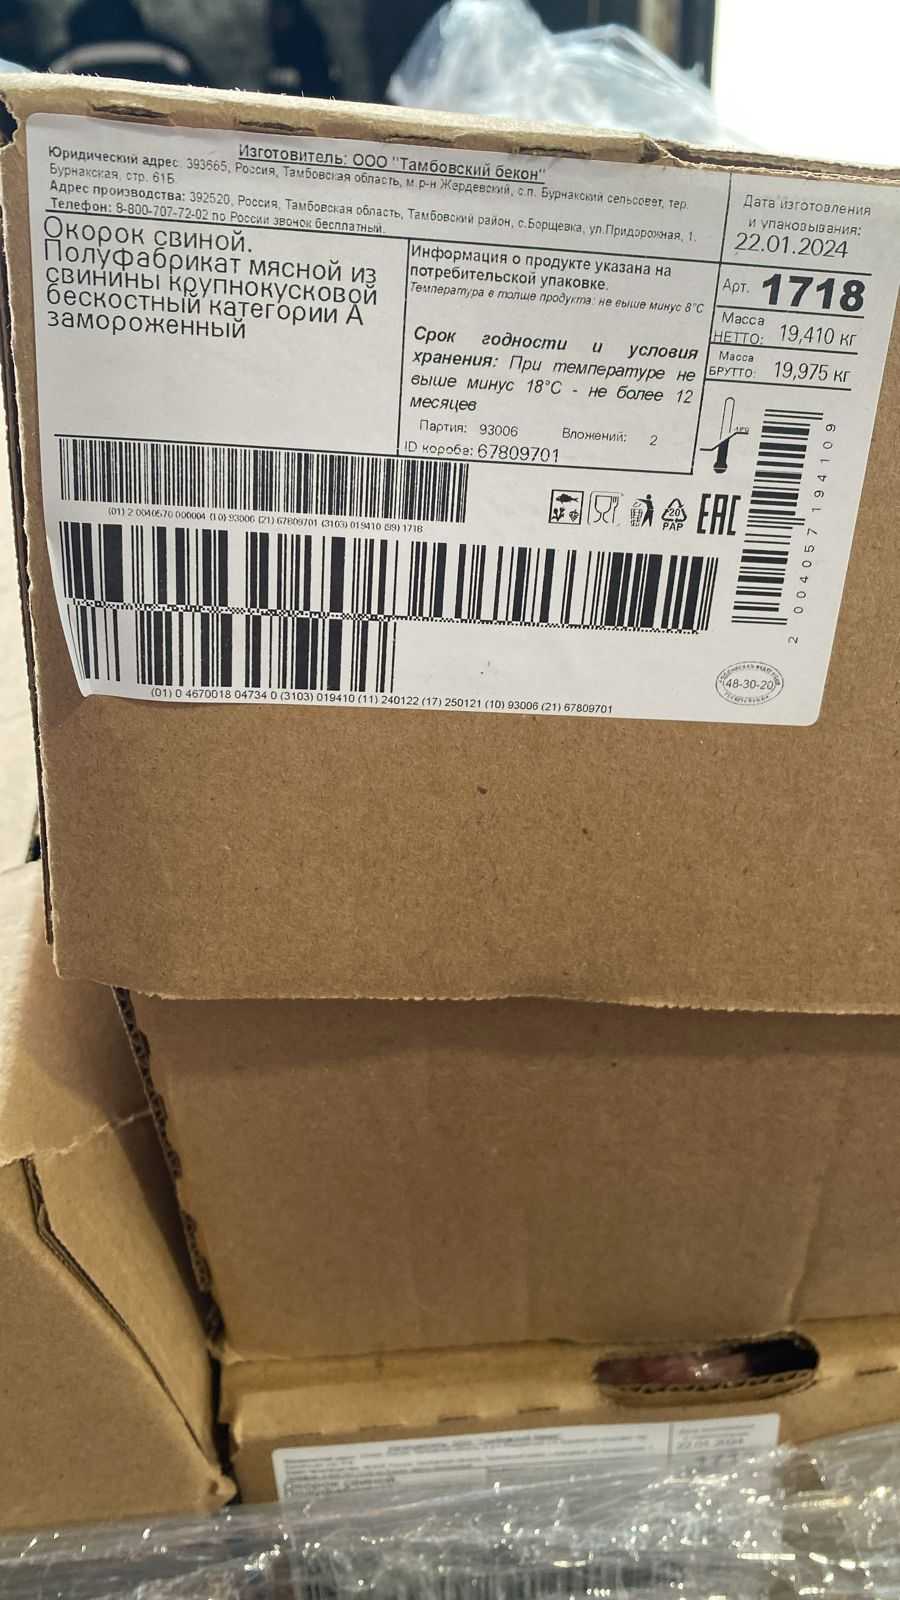 Изготовитель: ООО "Тамбовский бекон"
Юридический адрес: 393665, Россия, Тамбовская область, м.р-н Жердевский, с.п. Бурнакский сельсовет, тер.
Бурнакская, стр. 61Б
Адрес производства: 392520, Россия, Тамбовская область, Тамбовский район, с.Борщевка, ул.Придорожная, 1.
Телефон: 8-800-707-72-02 по России звонок бесплатный.
Дата изготовления
и упаковывания:
22.01.2024
Окорок свиной.
Полуфабрикат мясной из
свинины крупнокусковой
бескостный категории А
замороженный
Информация о продукте указана на
потребительской упаковке.
Температура в толще продукта: не выше минус 8°С
Срок годности и условия
хранения: При температуре не
выше минус 18°С - не более 12
месяцев
Партия: 93006 Вложений: 2
ID короба: 67809701
Арт. 1718
Масса
НЕТТО: 19,410 кг
Масса
БРУТТО: 19,975 кг
(01) 2 0040570 000004 (10) 93006 (21) 67809701 (3103) 019410 (99) 1718
20
PAP
EAC
2 004057 194109
48-30-20
(01) 0 4670018 04734 0 (3103) 019410 (11) 240122 (17) 250121 (10) 93006 (21) 67809701
22.01.2024
Окорок свиной